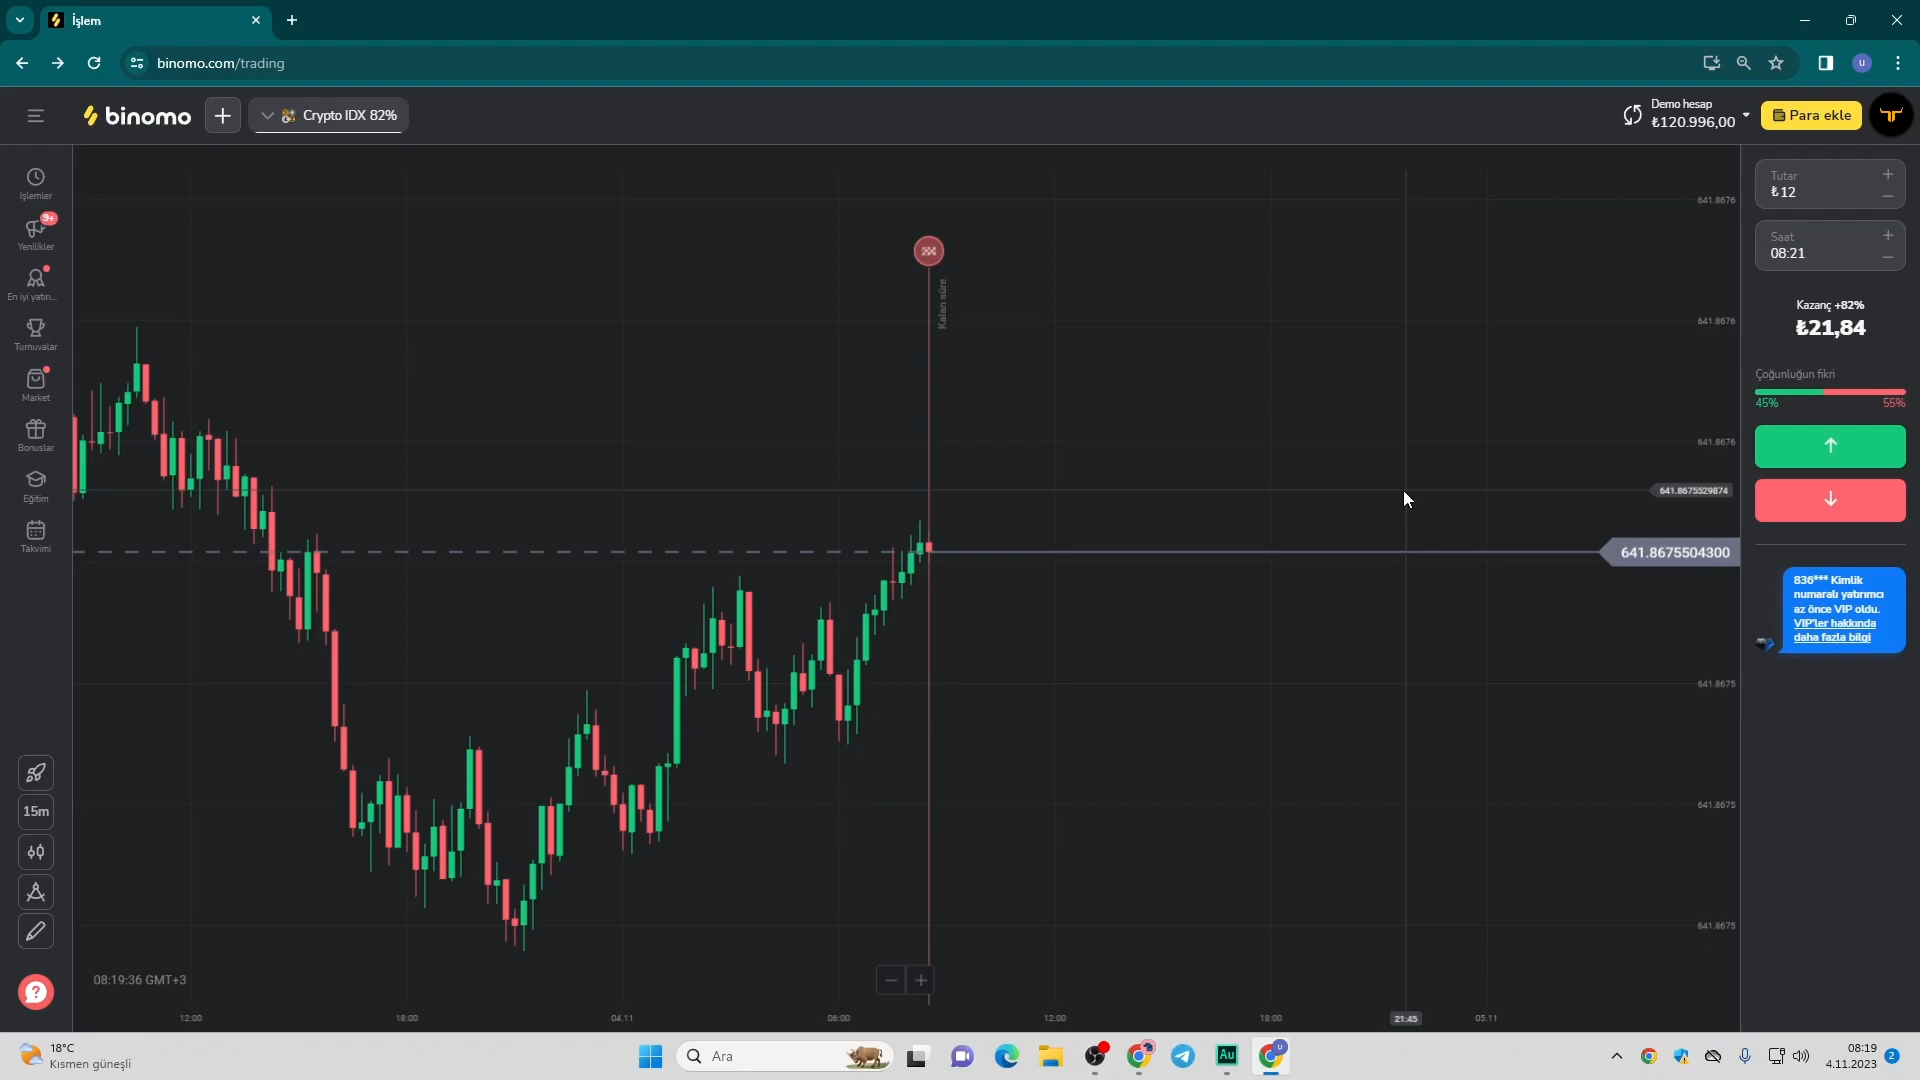 İşlem
binomo.com/trading
U
binomo
Crypto IDX 82%
Demo hesap
₺120.996,00
Para ekle
İşlemler
9+
Yenilikler
En iyi yatırı...
Turnuvalar
Market
Bonuslar
Eğitim
Takvimi
15m
Kalan süre
641.8676
641.8676
641.8676
641.8675529874
641.8675504300
641.8675
641.8675
641.8675
Tutar
₺12
Saat
08:21
Kazanç +82%
₺21,84
Çoğunluğun fikri
45% 55%
836*** Kimlik
numaralı yatırımcı
az önce VIP oldu.
VIP'ler hakkında
daha fazla bilgi
08:19:36 GMT+3
12:00 18:00 04.11 06:00 12:00 18:00 21:45 05.11
18°C
Kısmen güneşli
Ara
Au
U
08:19
4.11.2023
2